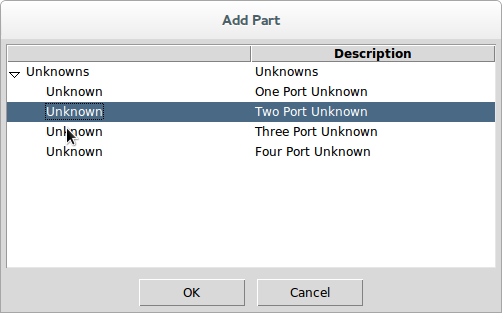 Add Part
Description
Unknowns Unknowns
Unknown One Port Unknown
Unknown Two Port Unknown
Unknown Three Port Unknown
Unknown Four Port Unknown
OK Cancel